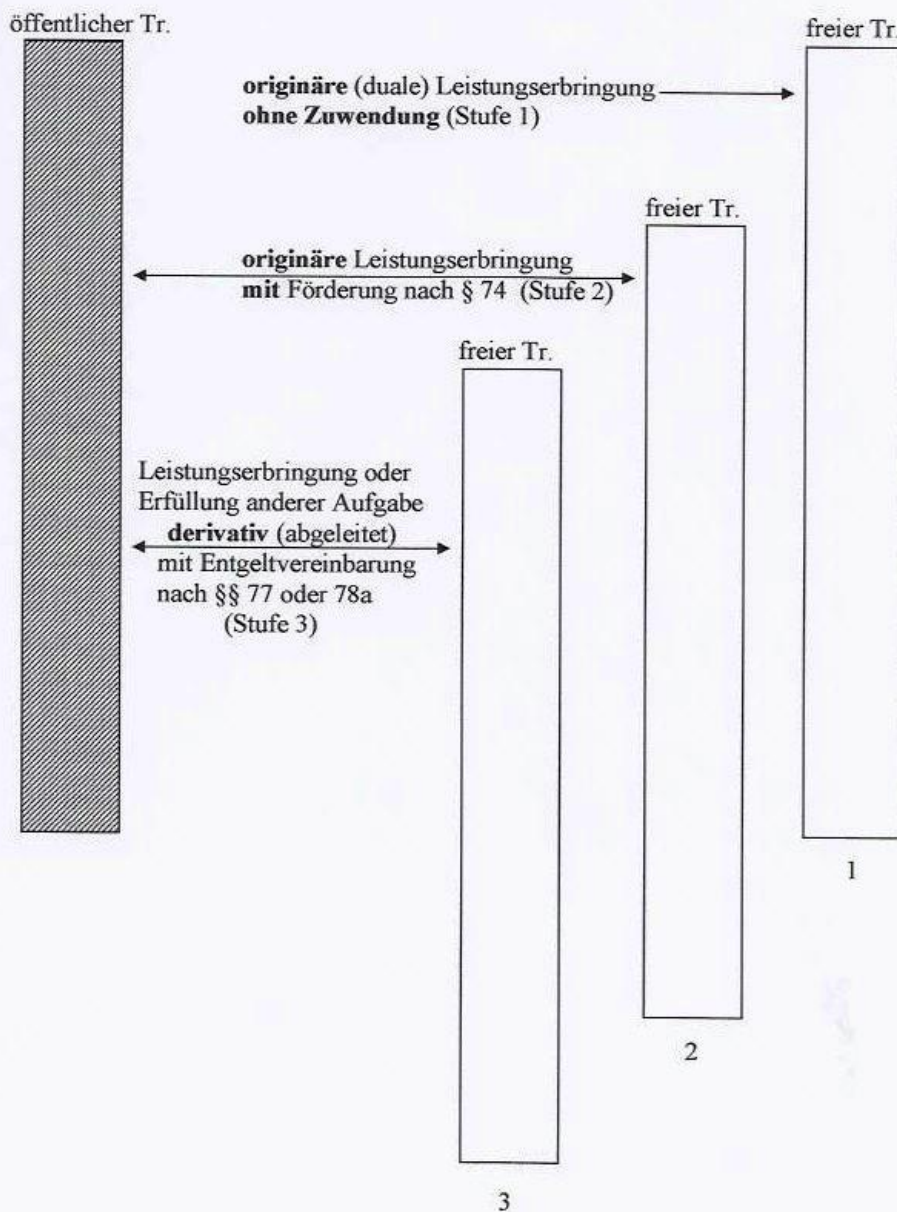 öffentlicher Tr.
freier Tr.
originäre (duale) Leistungserbringung
ohne Zuwendung (Stufe 1)
freier Tr.
originäre Leistungserbringung
mit Förderung nach § 74 (Stufe 2)
freier Tr.
Leistungserbringung oder
Erfüllung anderer Aufgabe
derivativ (abgeleitet)
mit Entgeltvereinbarung
nach §§ 77 oder 78a
(Stufe 3)
1
2
3